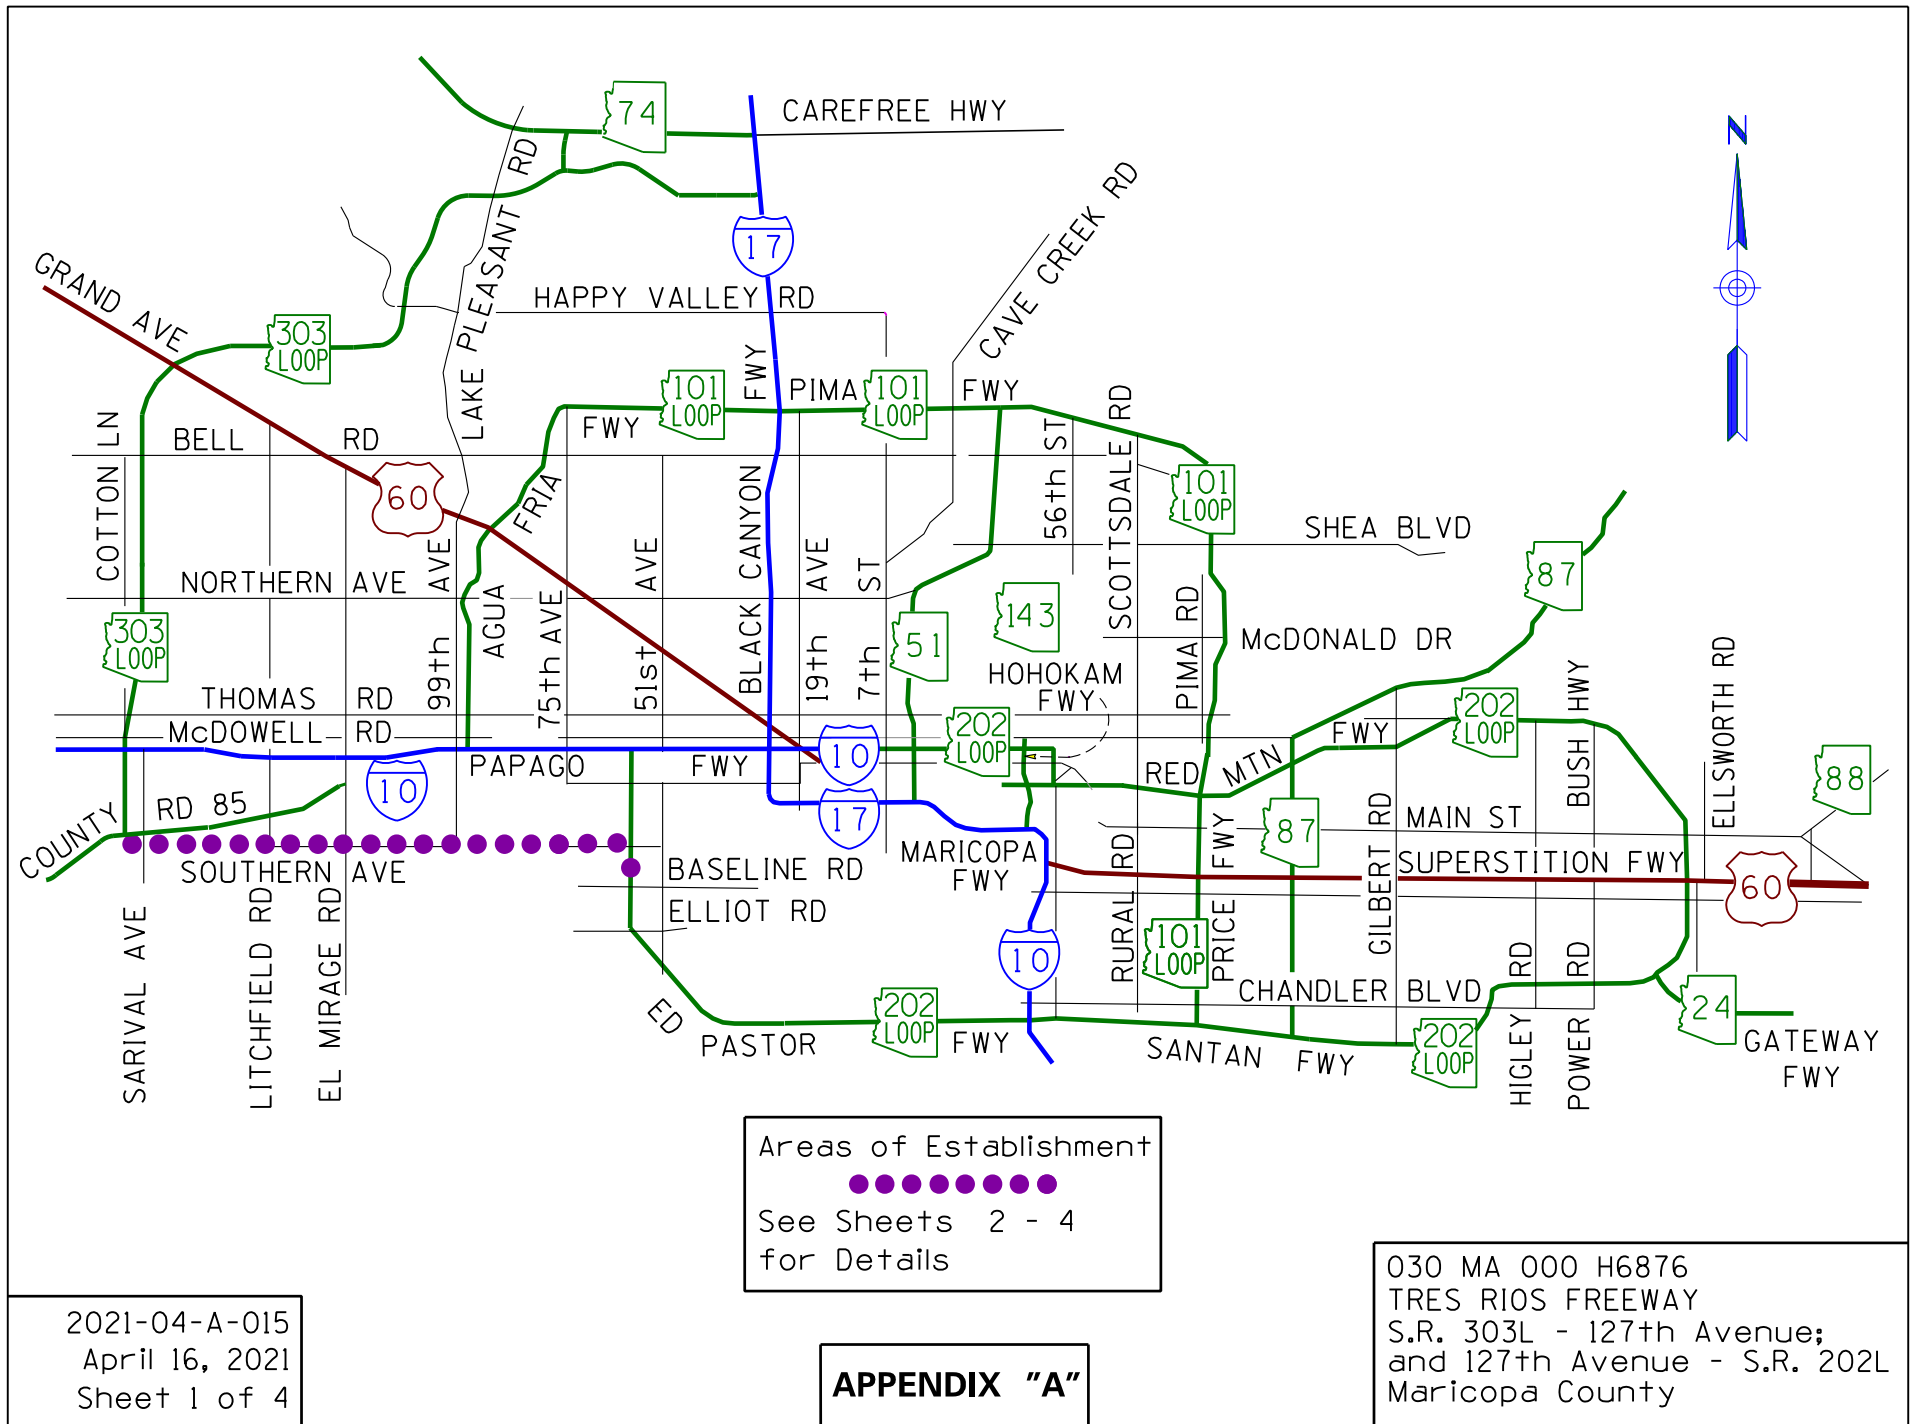 74
CAREFREE HWY
N
RD
CAVE CREEK RD
17
GRAND AVE
LAKE PLEASANT
HAPPY VALLEY RD
303
LOOP
FWY
101
LOOP
PIMA
101
LOOP
FWY
FWY
COTTON LN
BELL RD
60
FRIA
56th ST
SCOTTSDALE RD
101
LOOP
SHEA BLVD
BLACK CANYON
NORTHERN AVE
99th AVE
AGUA
75th AVE
51st AVE
19th AVE
7th ST
87
143
51
303
LOOP
PIMA RD
McDONALD DR
HOHOKAM
FWY
THOMAS RD
McDOWELL RD
202
LOOP
202
LOOP
FWY
BUSH HWY
ELLSWORTH RD
PAPAGO FWY
10
10
RED MTN
88
COUNTY RD 85
17
87
MAIN ST
MARICOPA
FWY
SUPERSTITION FWY
60
SOUTHERN AVE
BASELINE RD
ELLIOT RD
RURAL RD
PRICE FWY
GILBERT RD
SARIVAL AVE
LITCHFIELD RD
EL MIRAGE RD
10
101
LOOP
CHANDLER BLVD
HIGLEY RD
POWER RD
ED PASTOR
202
LOOP
FWY
SANTAN FWY
202
LOOP
24
GATEWAY
FWY
Areas of Establishment
See Sheets 2 - 4
for Details
2021-04-A-015
April 16, 2021
Sheet 1 of 4
APPENDIX "A"
030 MA 000 H6876
TRES RIOS FREEWAY
S.R. 303L - 127th Avenue;
and 127th Avenue - S.R. 202L
Maricopa County